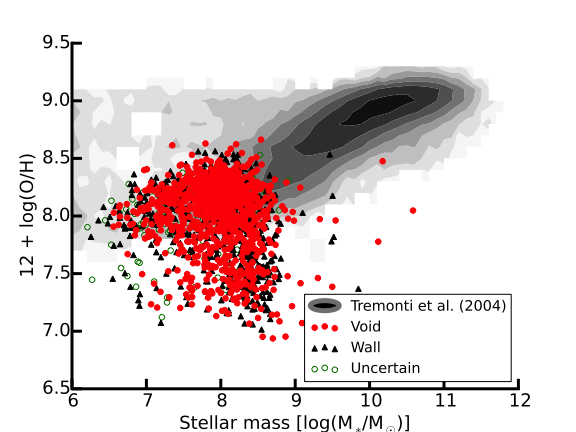 9.5
9.0
8.5
8.0
7.5
7.0
6.5
12 + log(O/H)
6 7 8 9 10 11 12
Stellar mass [log(M*/M☉)]
Tremonti et al. (2004)
Void
Wall
Uncertain